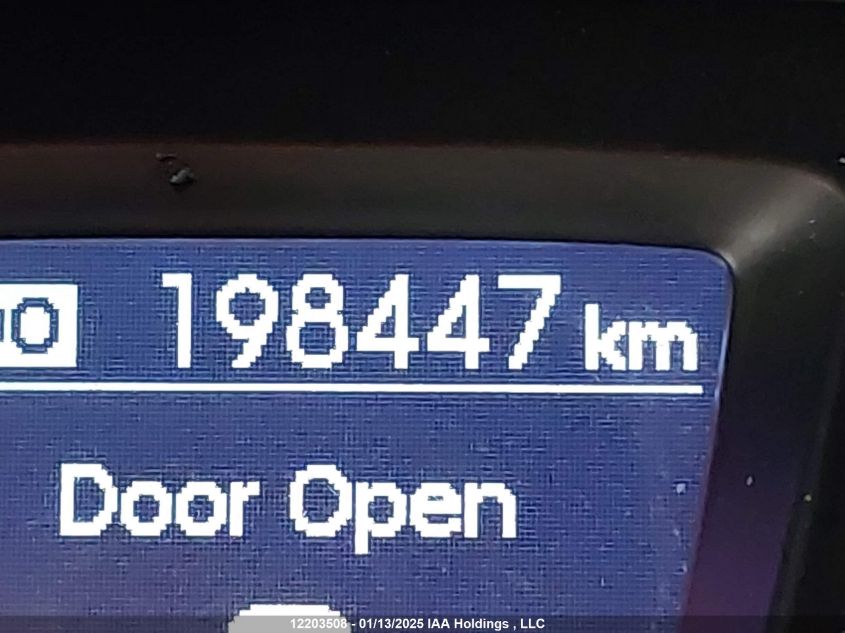 198447 km
Door Open
12203508 - 01/13/2025 IAA Holdings , LLC